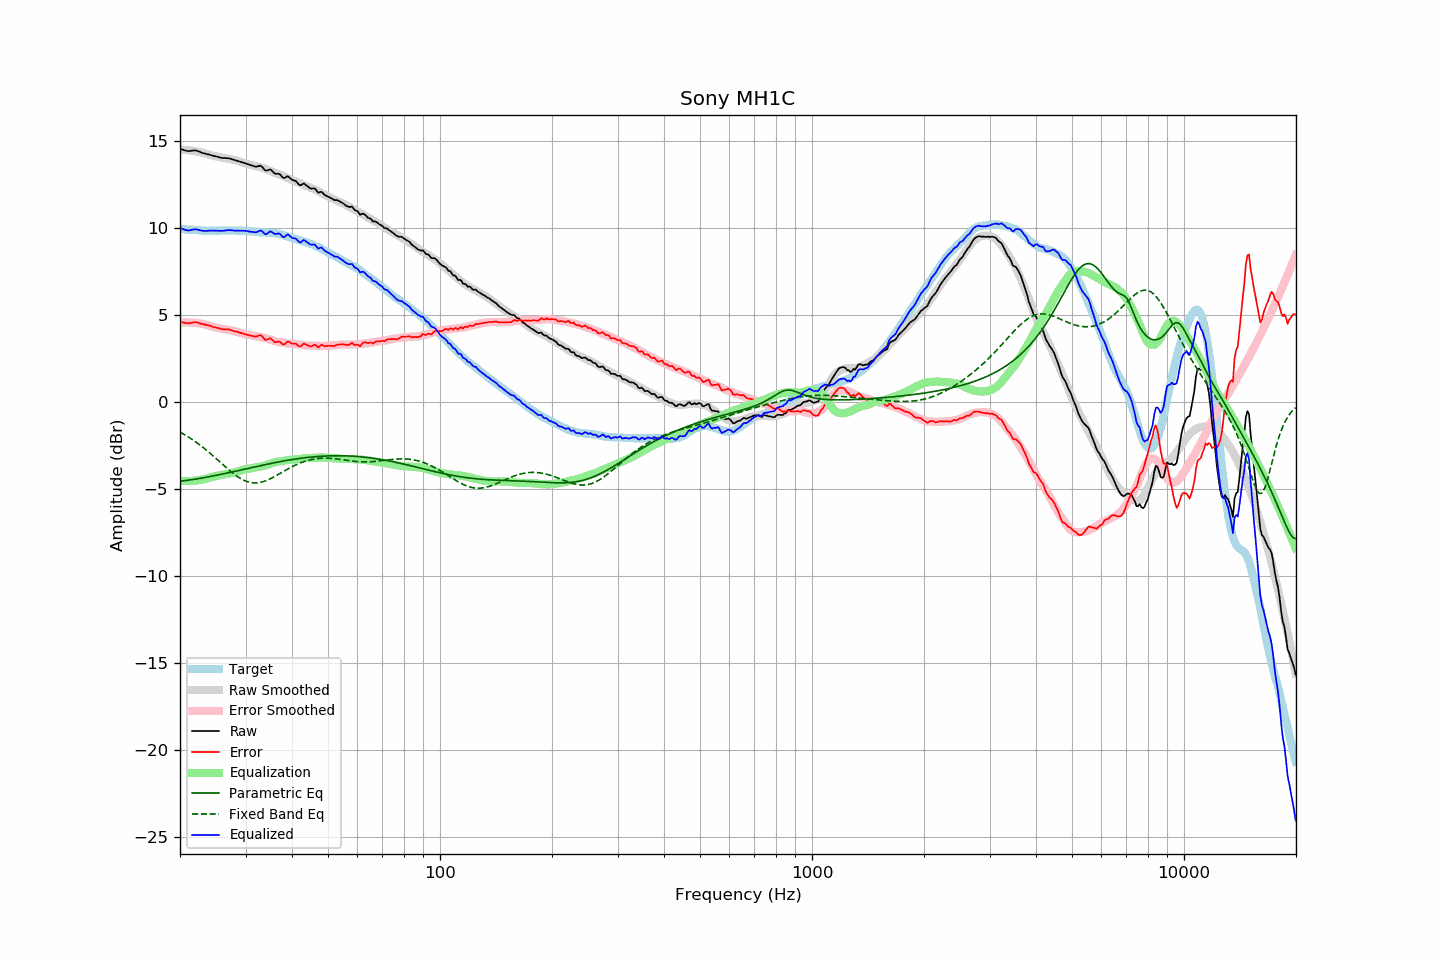 Sony MH1C
15
10
5
0
−5
−10
−15
−20
−25
Amplitude (dBr)
100
1000
10000
Frequency (Hz)
Target
Raw Smoothed
Error Smoothed
Raw
Error
Equalization
Parametric Eq
Fixed Band Eq
Equalized